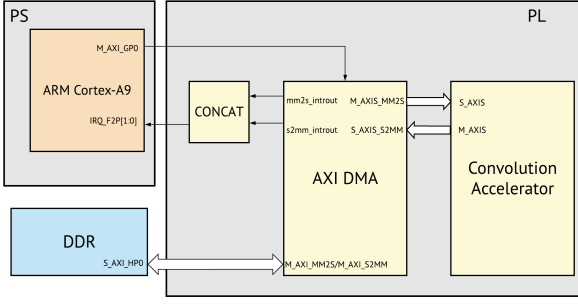 PS
PL
M_AXI_GP0
ARM Cortex-A9
IRQ_F2P[1:0]
CONCAT
mm2s_introut
M_AXIS_MM2S
s2mm_introut
S_AXIS_S2MM
AXI DMA
S_AXIS
M_AXIS
Convolution
Accelerator
DDR
S_AXI_HP0
M_AXI_MM2S/M_AXI_S2MM